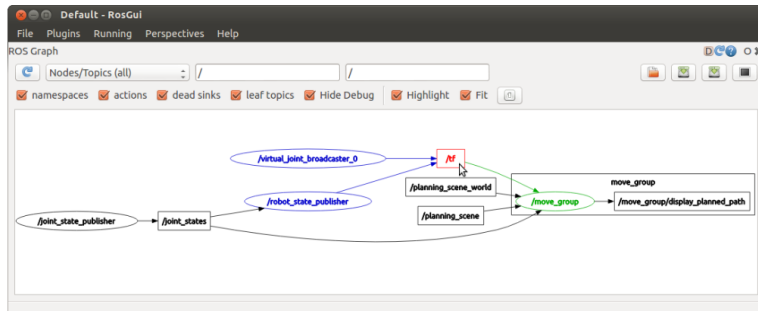 Default - RosGui
File Plugins Running Perspectives Help
ROS Graph
D
O
Nodes/Topics (all) / /
namespaces actions dead sinks leaf topics Hide Debug Highlight Fit
/virtual_joint_broadcaster_0
/tf
/planning_scene_world
move_group
/robot_state_publisher
/move_group
/move_group/display_planned_path
/planning_scene
/joint_state_publisher
/joint_states